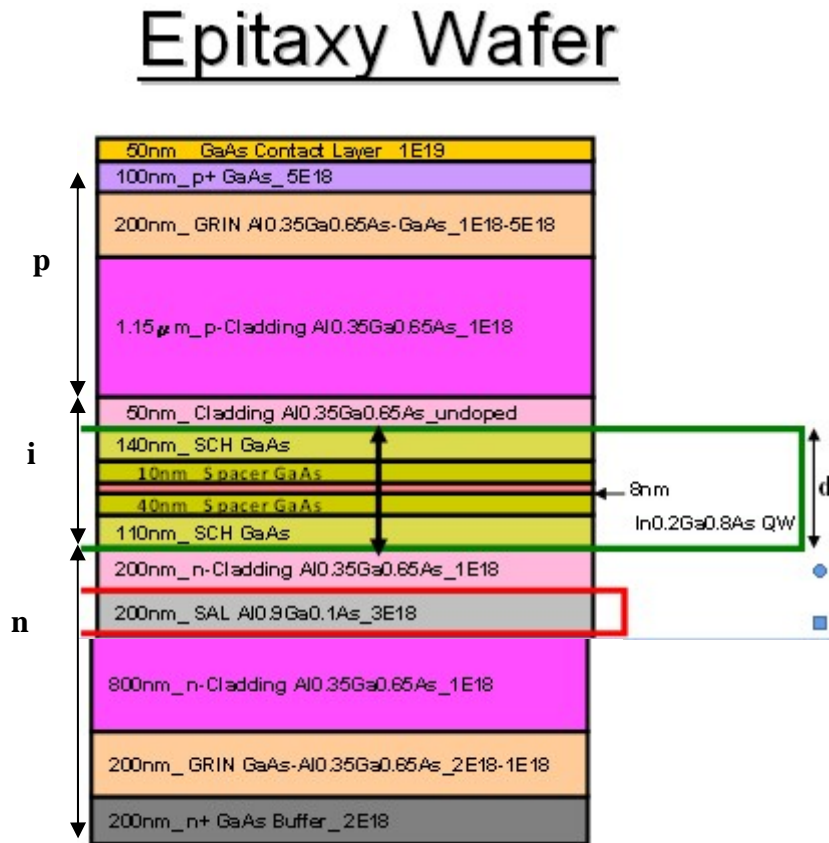 Epitaxy Wafer
50nm GaAs Contact Layer 1E19
100nm_p+ GaAs_5E18
200nm_ GRIN Al0.35Ga0.65As-GaAs_1E18-5E18
p
1.15μm_p-Cladding Al0.35Ga0.65As_1E18
50nm_ Cladding Al0.35Ga0.65As_undoped
140nm_ SCH GaAs
i
10nm Spacer GaAs
8nm
d
40nm Spacer GaAs
In0.2Ga0.8As QW
110nm_ SCH GaAs
200nm_n-Cladding Al0.35Ga0.65As_1E18
200nm_ SAL Al0.9Ga0.1As_3E18
n
800nm_n-Cladding Al0.35Ga0.65As_1E18
200nm_ GRIN GaAs-Al0.35Ga0.65As_2E18-1E18
200nm_n+ GaAs Buffer_2E18